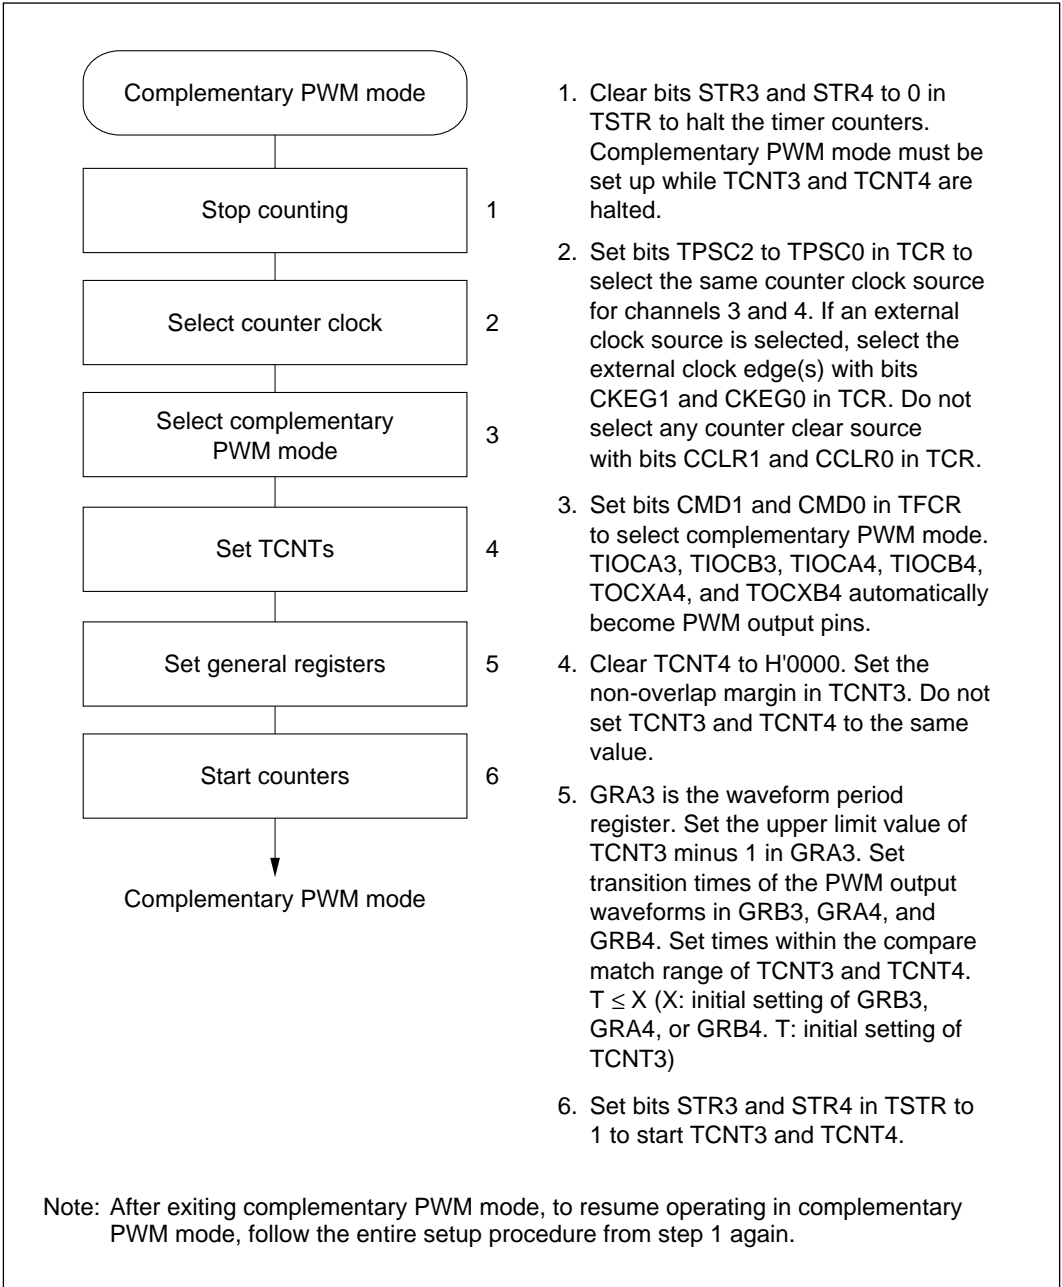 Complementary PWM mode
Stop counting
1
Select counter clock
2
Select complementary
PWM mode
3
Set TCNTs
4
Set general registers
5
Start counters
6
Complementary PWM mode
1. Clear bits STR3 and STR4 to 0 in
TSTR to halt the timer counters.
Complementary PWM mode must be
set up while TCNT3 and TCNT4 are
halted.
2. Set bits TPSC2 to TPSC0 in TCR to
select the same counter clock source
for channels 3 and 4. If an external
clock source is selected, select the
external clock edge(s) with bits
CKEG1 and CKEG0 in TCR. Do not
select any counter clear source
with bits CCLR1 and CCLR0 in TCR.
3. Set bits CMD1 and CMD0 in TFCR
to select complementary PWM mode.
TIOCA3, TIOCB3, TIOCA4, TIOCB4,
TOCXA4, and TOCXB4 automatically
become PWM output pins.
4. Clear TCNT4 to H'0000. Set the
non-overlap margin in TCNT3. Do not
set TCNT3 and TCNT4 to the same
value.
5. GRA3 is the waveform period
register. Set the upper limit value of
TCNT3 minus 1 in GRA3. Set
transition times of the PWM output
waveforms in GRB3, GRA4, and
GRB4. Set times within the compare
match range of TCNT3 and TCNT4.
T ≤ X (X: initial setting of GRB3,
GRA4, or GRB4. T: initial setting of
TCNT3)
6. Set bits STR3 and STR4 in TSTR to
1 to start TCNT3 and TCNT4.
Note: After exiting complementary PWM mode, to resume operating in complementary
PWM mode, follow the entire setup procedure from step 1 again.